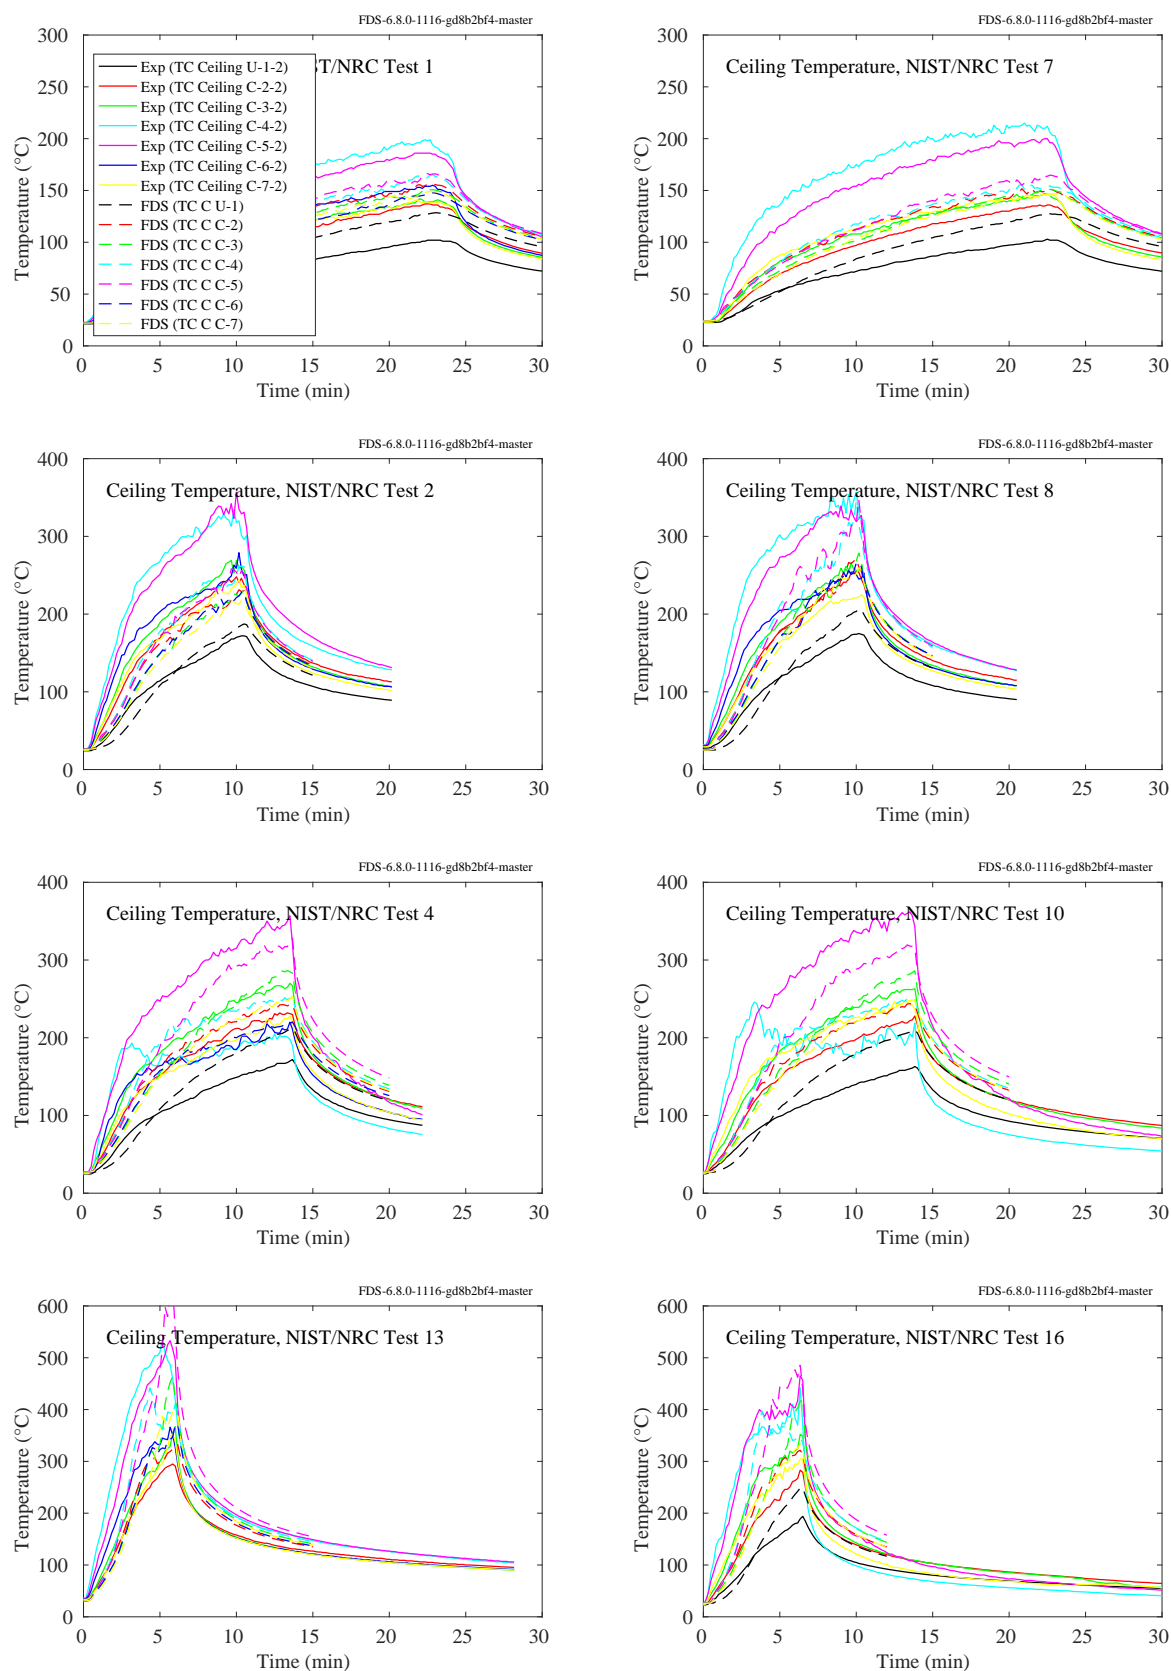 FDS-6.8.0-1116-gd8b2bf4-master
300
250
200
150
100
50
0
Temperature (°C)
0 5 10 15 20 25 30
Time (min)
ST/NRC Test 1
Exp (TC Ceiling U-1-2)
Exp (TC Ceiling C-2-2)
Exp (TC Ceiling C-3-2)
Exp (TC Ceiling C-4-2)
Exp (TC Ceiling C-5-2)
Exp (TC Ceiling C-6-2)
Exp (TC Ceiling C-7-2)
FDS (TC C U-1)
FDS (TC C C-2)
FDS (TC C C-3)
FDS (TC C C-4)
FDS (TC C C-5)
FDS (TC C C-6)
FDS (TC C C-7)
FDS-6.8.0-1116-gd8b2bf4-master
Ceiling Temperature, NIST/NRC Test 7
300
250
200
150
100
50
0
Temperature (°C)
0 5 10 15 20 25 30
Time (min)
FDS-6.8.0-1116-gd8b2bf4-master
Ceiling Temperature, NIST/NRC Test 2
400
300
200
100
0
Temperature (°C)
0 5 10 15 20 25 30
Time (min)
FDS-6.8.0-1116-gd8b2bf4-master
Ceiling Temperature, NIST/NRC Test 8
400
300
200
100
0
Temperature (°C)
0 5 10 15 20 25 30
Time (min)
FDS-6.8.0-1116-gd8b2bf4-master
Ceiling Temperature, NIST/NRC Test 4
400
300
200
100
0
Temperature (°C)
0 5 10 15 20 25 30
Time (min)
FDS-6.8.0-1116-gd8b2bf4-master
Ceiling Temperature, NIST/NRC Test 10
400
300
200
100
0
Temperature (°C)
0 5 10 15 20 25 30
Time (min)
FDS-6.8.0-1116-gd8b2bf4-master
Ceiling Temperature, NIST/NRC Test 13
600
500
400
300
200
100
0
Temperature (°C)
0 5 10 15 20 25 30
Time (min)
FDS-6.8.0-1116-gd8b2bf4-master
Ceiling Temperature, NIST/NRC Test 16
600
500
400
300
200
100
0
Temperature (°C)
0 5 10 15 20 25 30
Time (min)